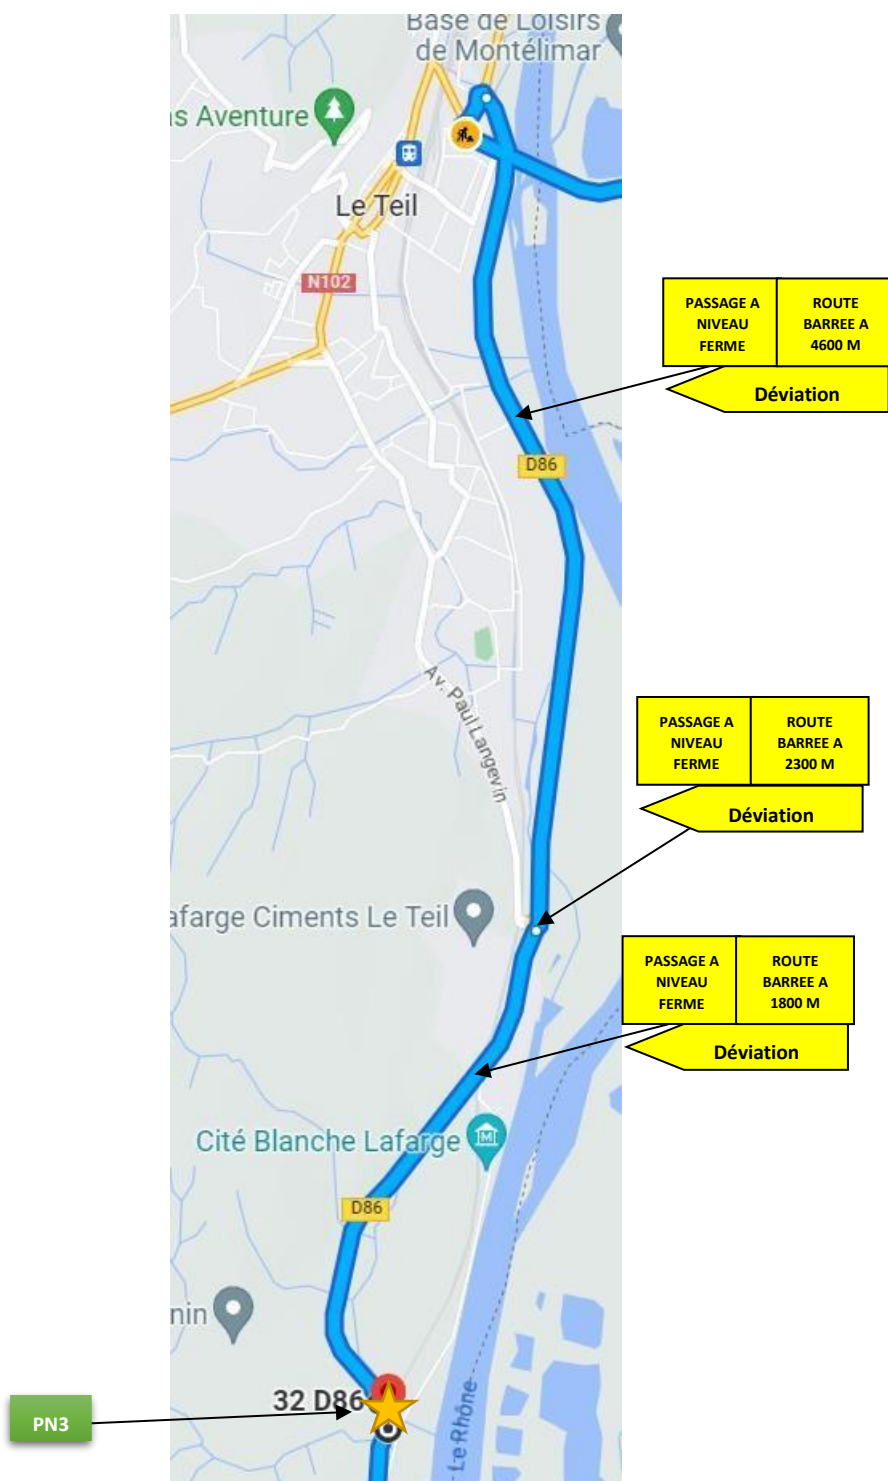 Base de Loisirs
de Montélimar
as Aventure
Le Teil
N102
PASSAGE A
NIVEAU
FERME
ROUTE
BARREE A
4600 M
Déviation
D86
PASSAGE A
NIVEAU
FERME
ROUTE
BARREE A
2300 M
Déviation
Av. Paul Langevin
afarge Ciments Le Teil
PASSAGE A
NIVEAU
FERME
ROUTE
BARREE A
1800 M
Déviation
Cité Blanche Lafarge
D86
nin
32 D86
PN3
Le Rhône